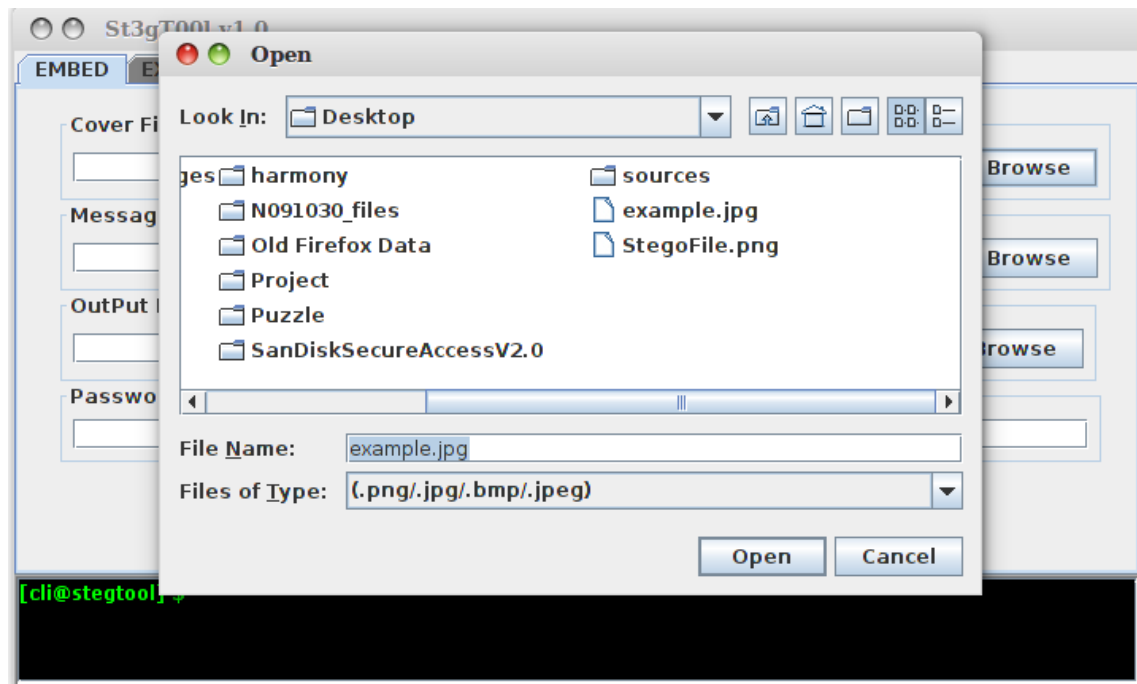 St3gT00l v1.0
Open
EMBED
Look In: Desktop
Cover Fi
Browse
ges harmony sources
N091030_files example.jpg
Messag
Old Firefox Data StegoFile.png
Browse
Project
OutPut
Puzzle
SanDiskSecureAccessV2.0
rowse
Passwo
File Name: example.jpg
Files of Type: (.png/.jpg/.bmp/.jpeg)
Open Cancel
[cli@stegtool] $